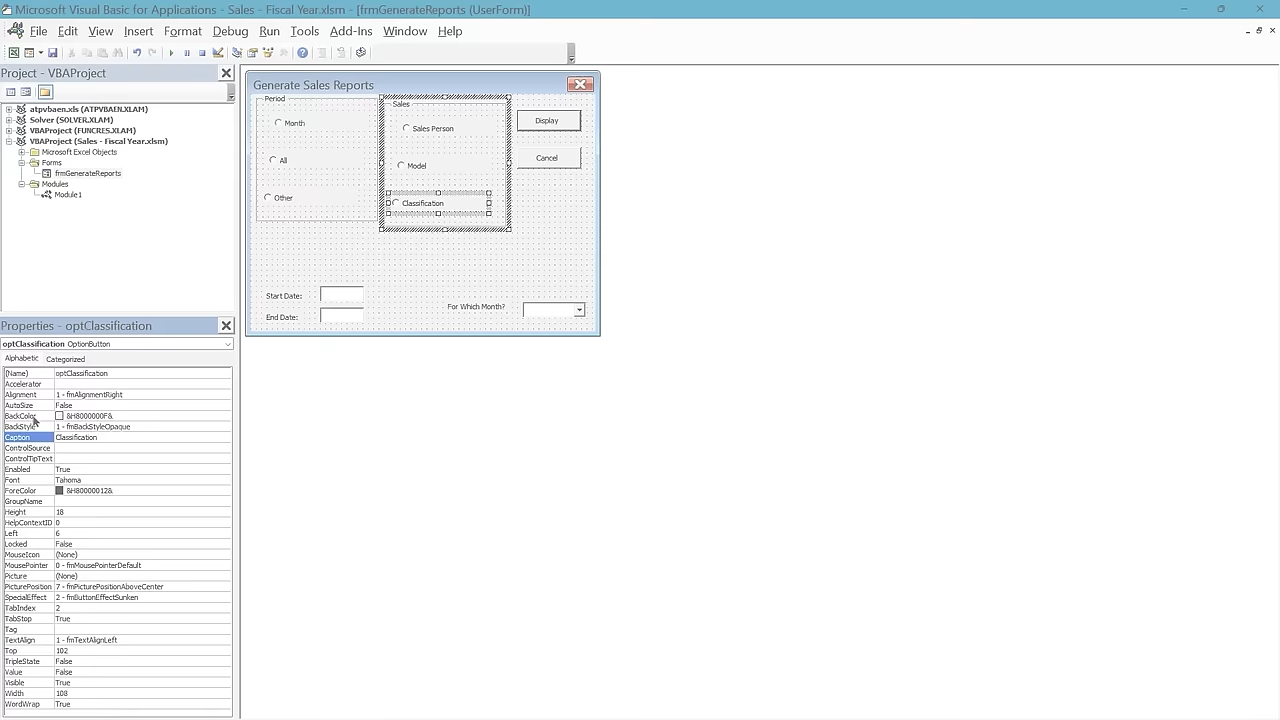 Microsoft Visual Basic for Applications - Sales - Fiscal Year.xlsm - [frmGenerateReports (UserForm)]
File Edit View Insert Format Debug Run Tools Add-Ins Window Help
Project - VBAProject
atpvbaen.xls (ATPVBAEN.XLAM)
Solver (SOLVER.XLAM)
VBAProject (FUNCRES.XLAM)
VBAProject (Sales - Fiscal Year.xlsm)
Microsoft Excel Objects
Forms
frmGenerateReports
Modules
Module1
Generate Sales Reports
Period
Month
All
Other
Sales
Sales Person
Model
Classification
Display
Cancel
Start Date:
End Date:
For Which Month?
Properties - optClassification
optClassification OptionButton
Alphabetic Categorized
(Name) optClassification
Accelerator
Alignment 1 - fmAlignmentRight
AutoSize False
BackColor &H8000000F&
BackStyle 1 - fmBackStyleOpaque
Caption Classification
ControlSource
ControlTipText
Enabled True
Font Tahoma
ForeColor &H80000012&
GroupName
Height 18
HelpContextID 0
Left 6
Locked False
MouseIcon (None)
MousePointer 0 - fmMousePointerDefault
Picture (None)
PicturePosition 7 - fmPicturePositionAboveCenter
SpecialEffect 2 - fmButtonEffectSunken
TabIndex 2
TabStop True
Tag
TextAlign 1 - fmTextAlignLeft
Top 102
TripleState False
Value False
Visible True
Width 108
WordWrap True